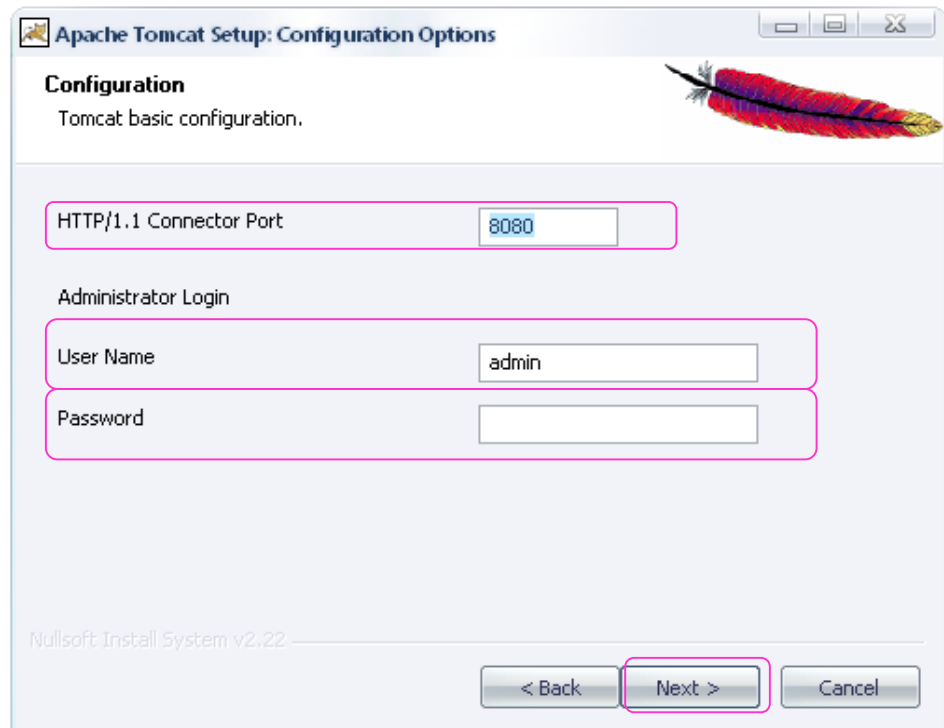 Apache Tomcat Setup: Configuration Options
Configuration
Tomcat basic configuration.
HTTP/1.1 Connector Port 8080
Administrator Login
User Name admin
Password
Nullsoft Install System v2.22
< Back Next > Cancel